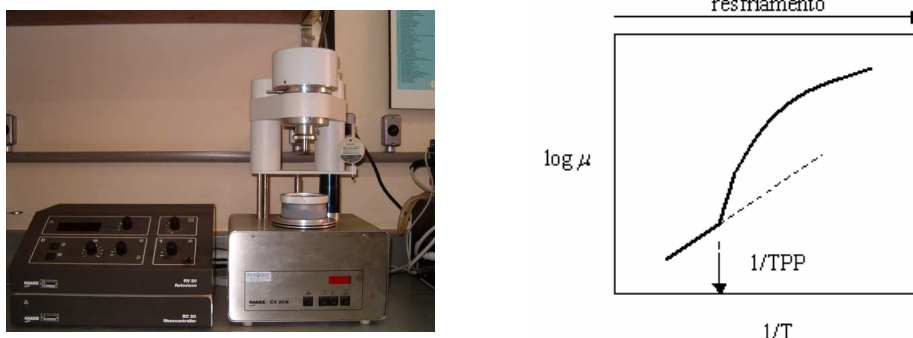 HAAKE
RV 20
Rotovisco
HAAKE
RC 20
Rheocontroller
HAAKE CV 20 N
resfriamento
log μ
1/TPP
1/T